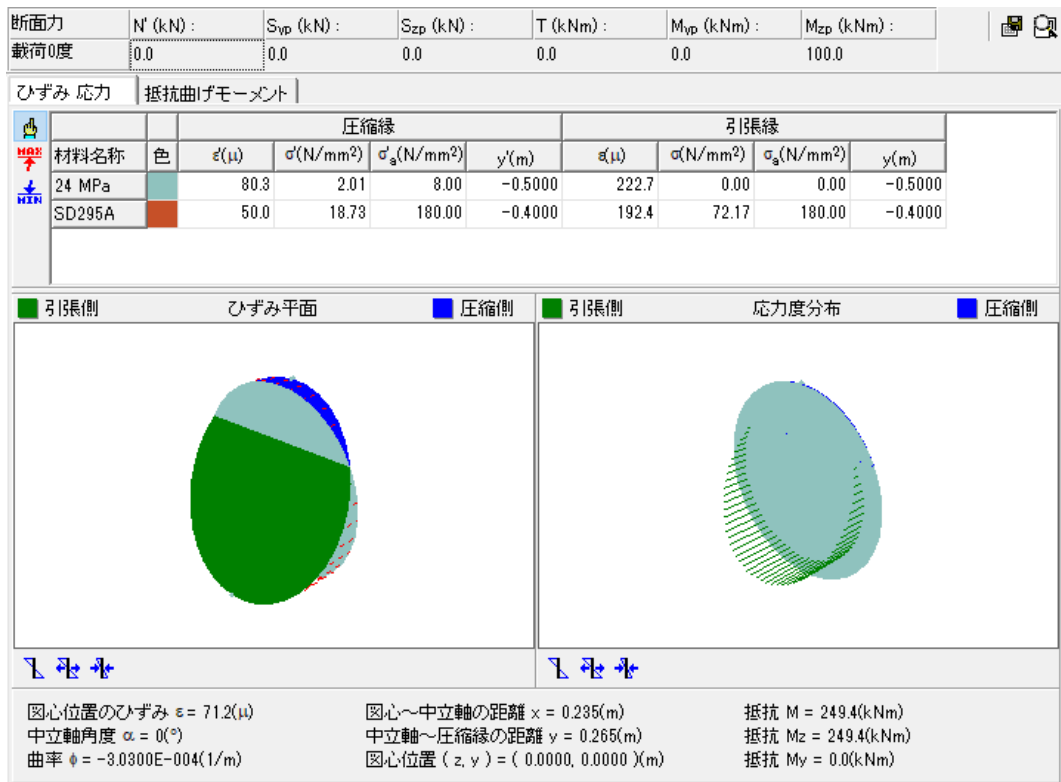 断面力 N' (kN) : Syp (kN) : Szp (kN) : T (kNm) : Myp (kNm) : Mzp (kNm) :
載荷0度 0.0 0.0 0.0 0.0 0.0 100.0
ひずみ 応力 抵抗曲げモーメント
圧縮縁 引張縁
MAX 材料名称 色 ε'(μ) σ'(N/mm2) σ'a(N/mm2) y'(m) ε(μ) σ(N/mm2) σa(N/mm2) y(m)
MIN 24 MPa 80.3 2.01 8.00 -0.5000 222.7 0.00 0.00 -0.5000
SD295A 50.0 18.73 180.00 -0.4000 192.4 72.17 180.00 -0.4000
引張側 ひずみ平面 圧縮側 引張側 応力度分布 圧縮側
図心位置のひずみ ε= 71.2(μ) 図心～中立軸の距離 x = 0.235(m) 抵抗 M = 249.4(kNm)
中立軸角度 α = 0(°) 中立軸～圧縮縁の距離 y = 0.265(m) 抵抗 Mz = 249.4(kNm)
曲率 φ = -3.0300E-004(1/m) 図心位置 ( z, y ) = ( 0.0000, 0.0000 )(m) 抵抗 My = 0.0(kNm)